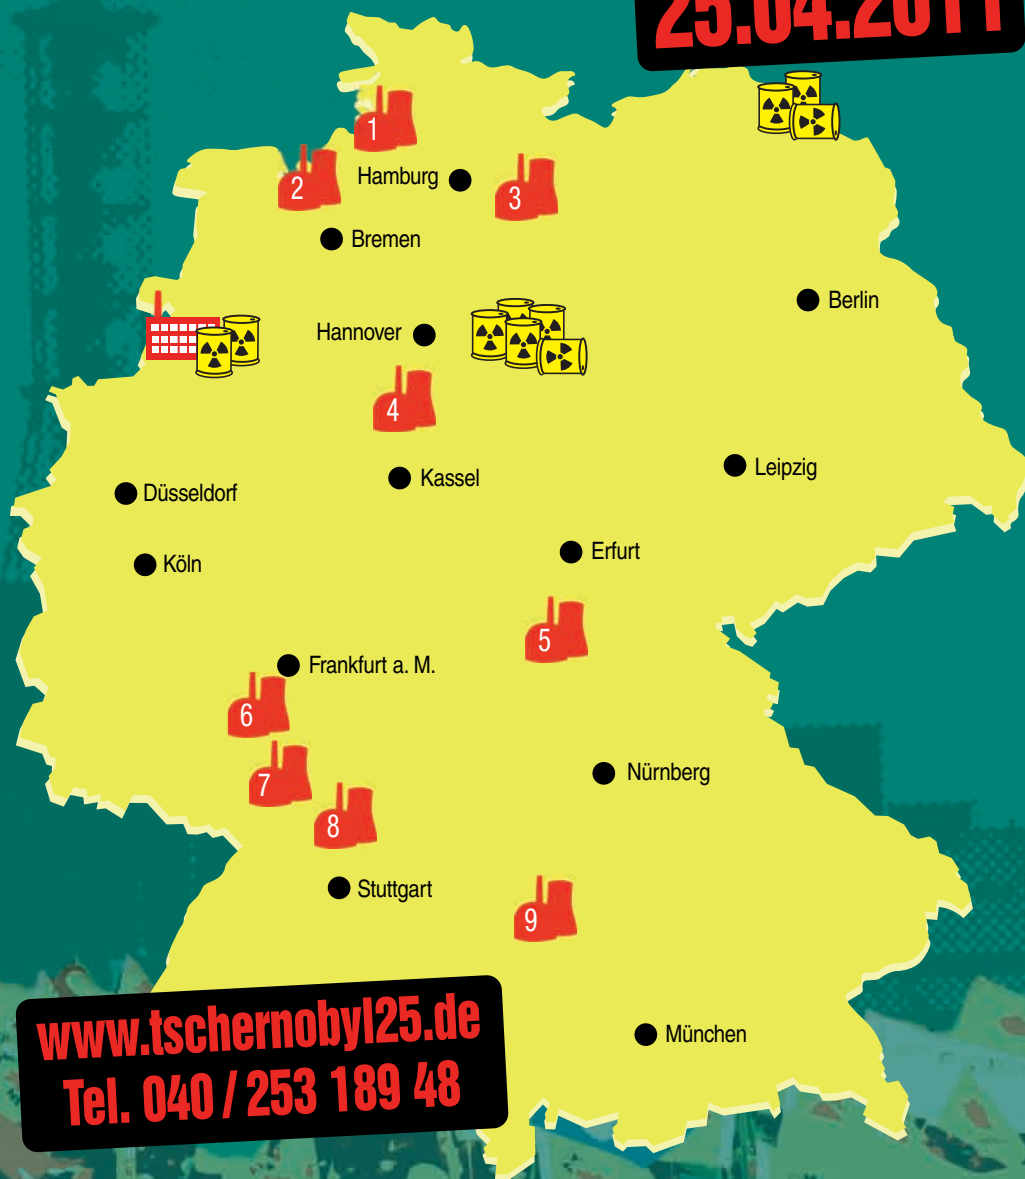 25.04.2011
1
2
Hamburg
3
Bremen
Berlin
Hannover
4
Kassel
Leipzig
Düsseldorf
Erfurt
Köln
5
Frankfurt a. M.
6
7
Nürnberg
8
Stuttgart
9
www.tschernobyl25.de
Tel. 040 / 253 189 48
München